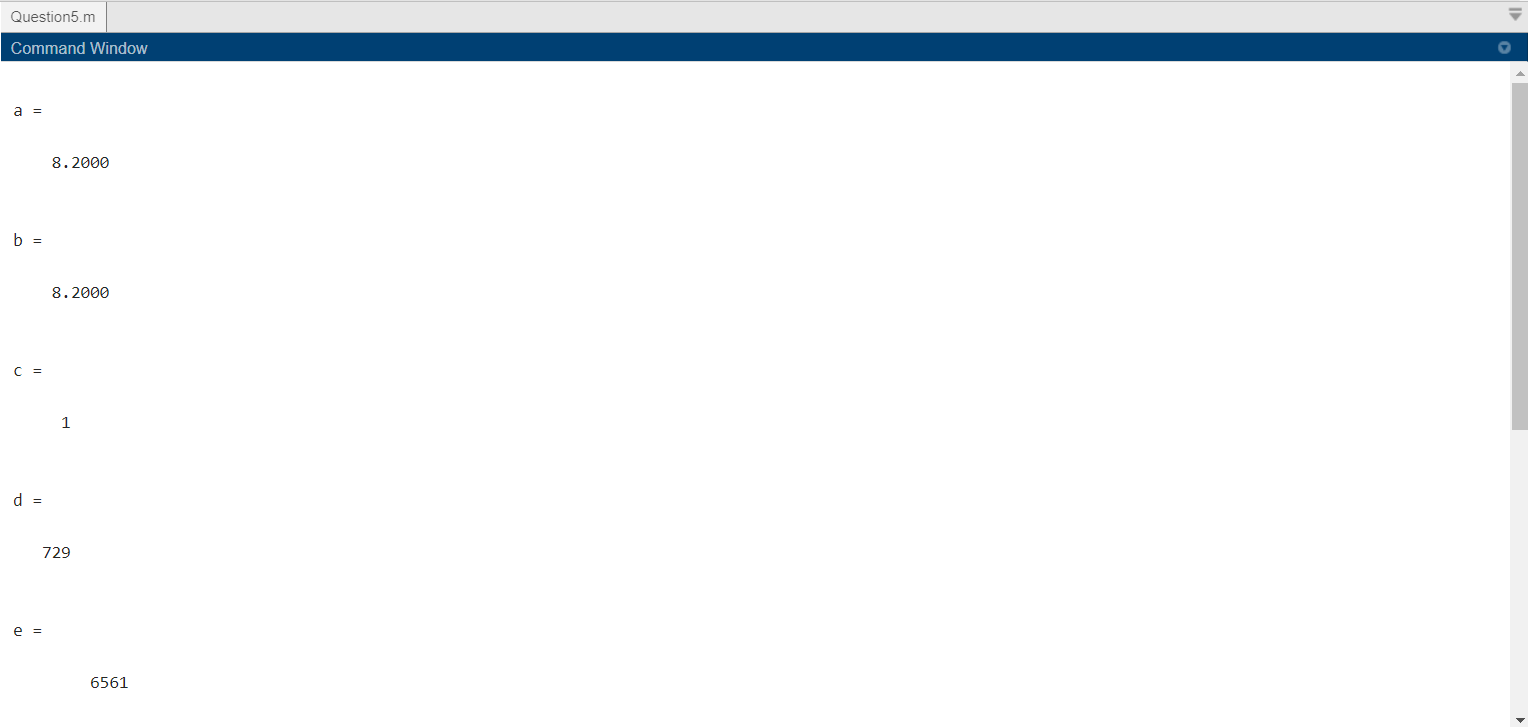 Question5.m
Command Window
a =
8.2000
b =
8.2000
c =
1
d =
729
e =
6561